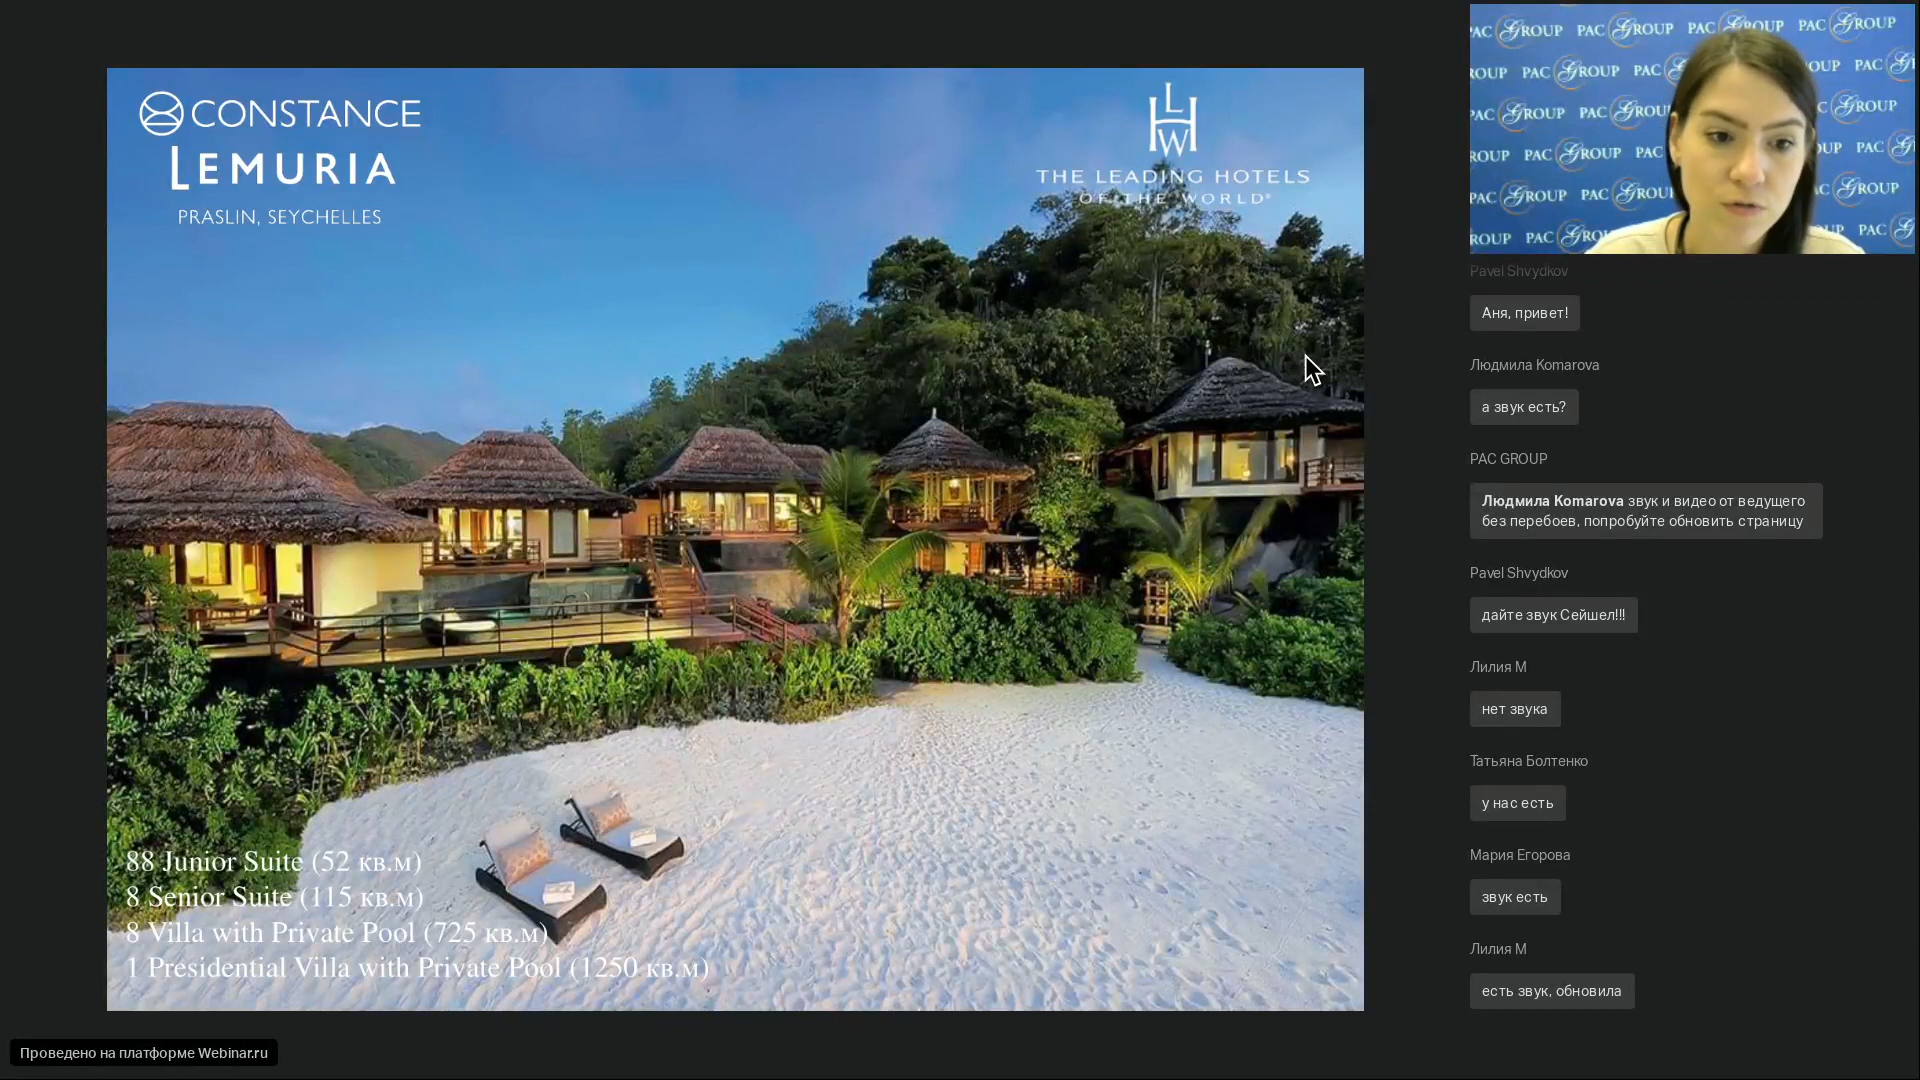 CONSTANCE
LEMURIA
PRASLIN, SEYCHELLES
LHW
THE LEADING HOTELS
OF THE WORLD®
88 Junior Suite (52 кв.м)
8 Senior Suite (115 кв.м)
8 Villa with Private Pool (725 кв.м)
1 Presidential Villa with Private Pool (1250 кв.м)
Проведено на платформе Webinar.ru
PAC GROUP
Pavel Shvydkov
Аня, привет!
Людмила Komarova
а звук есть?
PAC GROUP
Людмила Komarova звук и видео от ведущего
без перебоев, попробуйте обновить страницу
Pavel Shvydkov
дайте звук Сейшел!!!
Лилия М
нет звука
Татьяна Болтенко
у нас есть
Мария Егорова
звук есть
Лилия М
есть звук, обновила